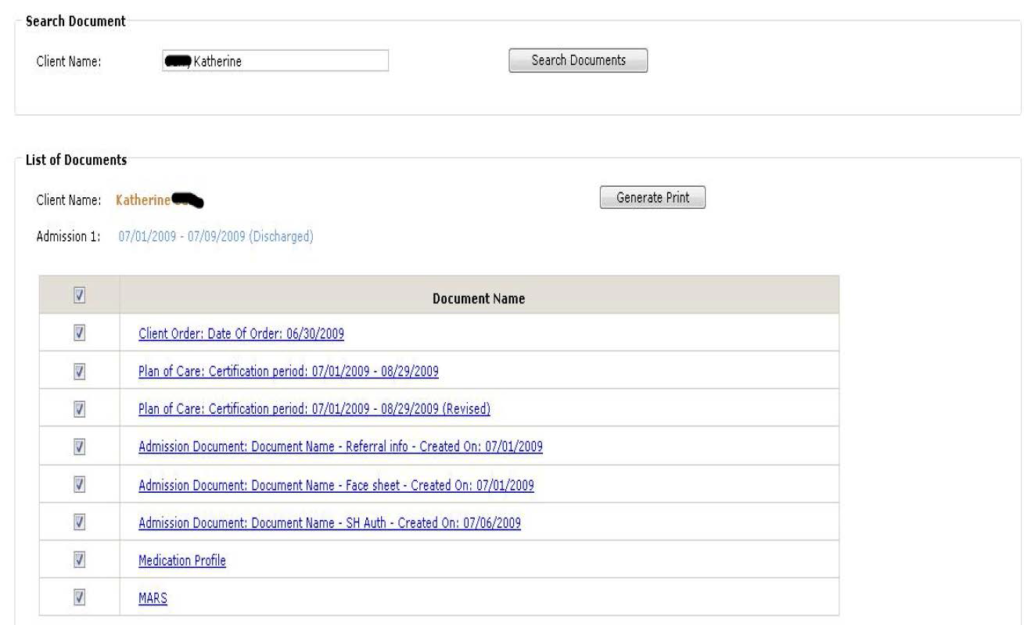 Search Document
Client Name: Katherine Search Documents
List of Documents
Client Name: Katherine Generate Print
Admission 1: 07/01/2009 - 07/09/2009 (Discharged)
Document Name
Client Order: Date Of Order: 06/30/2009
Plan of Care: Certification period: 07/01/2009 - 08/29/2009
Plan of Care: Certification period: 07/01/2009 - 08/29/2009 (Revised)
Admission Document: Document Name - Referral info - Created On: 07/01/2009
Admission Document: Document Name - Face sheet - Created On: 07/01/2009
Admission Document: Document Name - SH Auth - Created On: 07/06/2009
Medication Profile
MARS